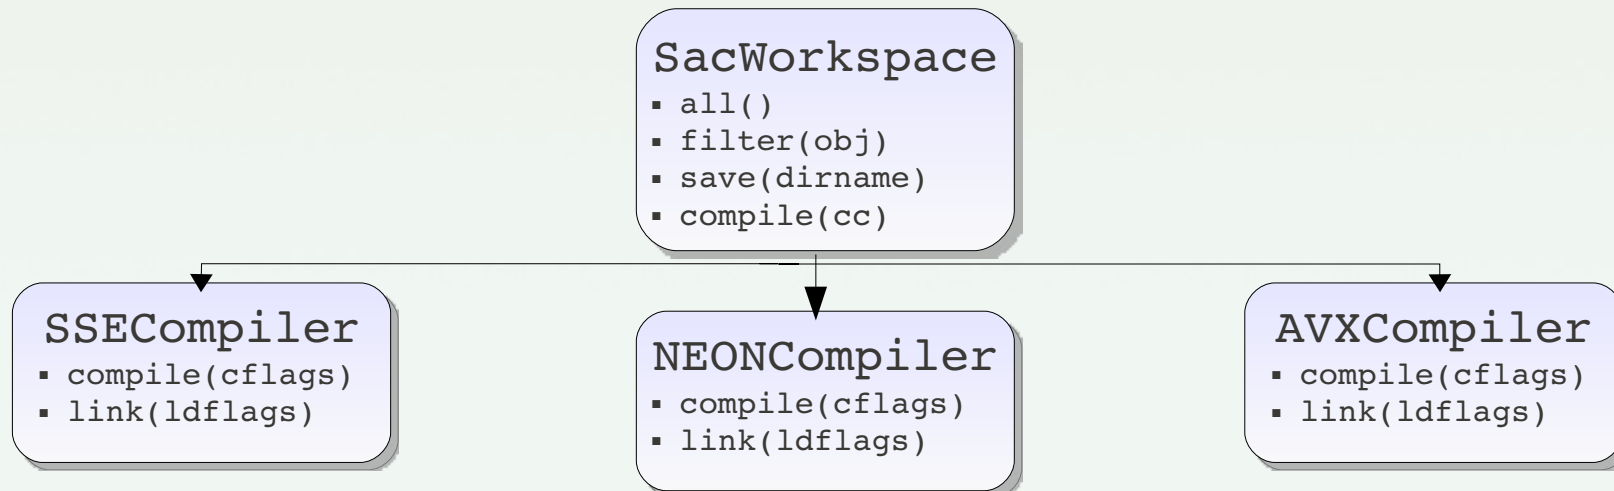 SacWorkspace
▪ all()
▪ filter(obj)
▪ save(dirname)
▪ compile(cc)
SSECompiler
▪ compile(cflags)
▪ link(ldflags)
NEONCompiler
▪ compile(cflags)
▪ link(ldflags)
AVXCompiler
▪ compile(cflags)
▪ link(ldflags)